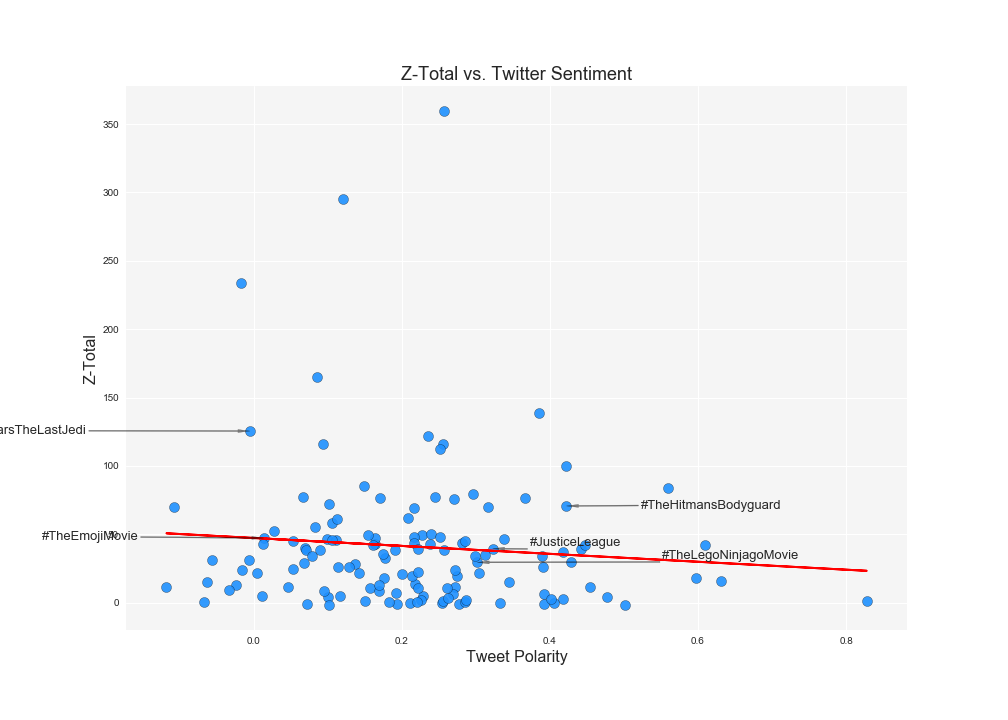 Z-Total vs. Twitter Sentiment
350
300
250
200
150
100
50
0
Z-Total
arsTheLastJedi
#TheEmojiMovie
#TheHitmansBodyguard
#JusticeLeague
#TheLegoNinjagoMovie
0.0 0.2 0.4 0.6 0.8
Tweet Polarity